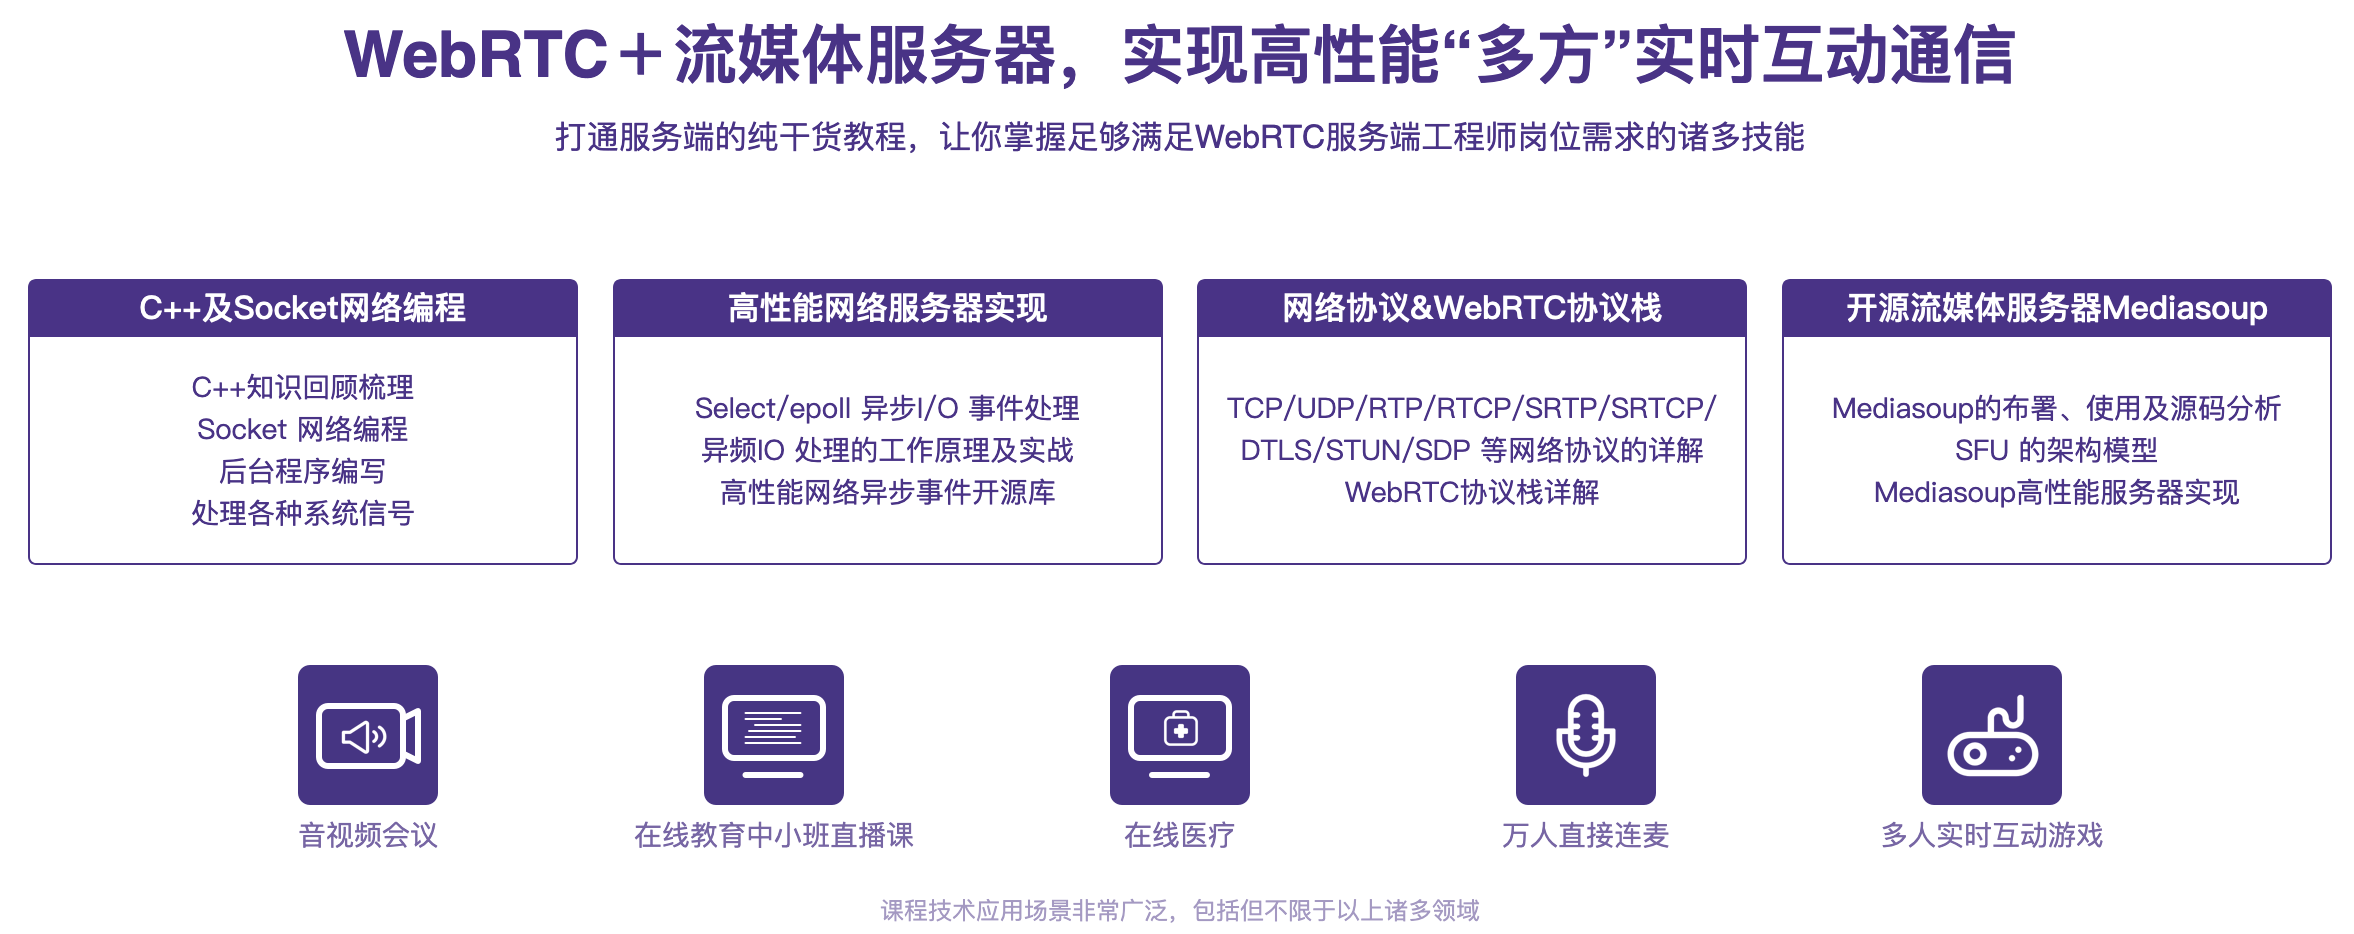 WebRTC＋流媒体服务器，实现高性能“多方”实时互动通信
打通服务端的纯干货教程，让你掌握足够满足WebRTC服务端工程师岗位需求的诸多技能
C++及Socket网络编程
C++知识回顾梳理
Socket 网络编程
后台程序编写
处理各种系统信号
高性能网络服务器实现
Select/epoll 异步I/O 事件处理
异频IO 处理的工作原理及实战
高性能网络异步事件开源库
网络协议&WebRTC协议栈
TCP/UDP/RTP/RTCP/SRTP/SRTCP/
DTLS/STUN/SDP 等网络协议的详解
WebRTC协议栈详解
开源流媒体服务器Mediasoup
Mediasoup的布署、使用及源码分析
SFU 的架构模型
Mediasoup高性能服务器实现
音视频会议
在线教育中小班直播课
在线医疗
万人直接连麦
多人实时互动游戏
课程技术应用场景非常广泛，包括但不限于以上诸多领域